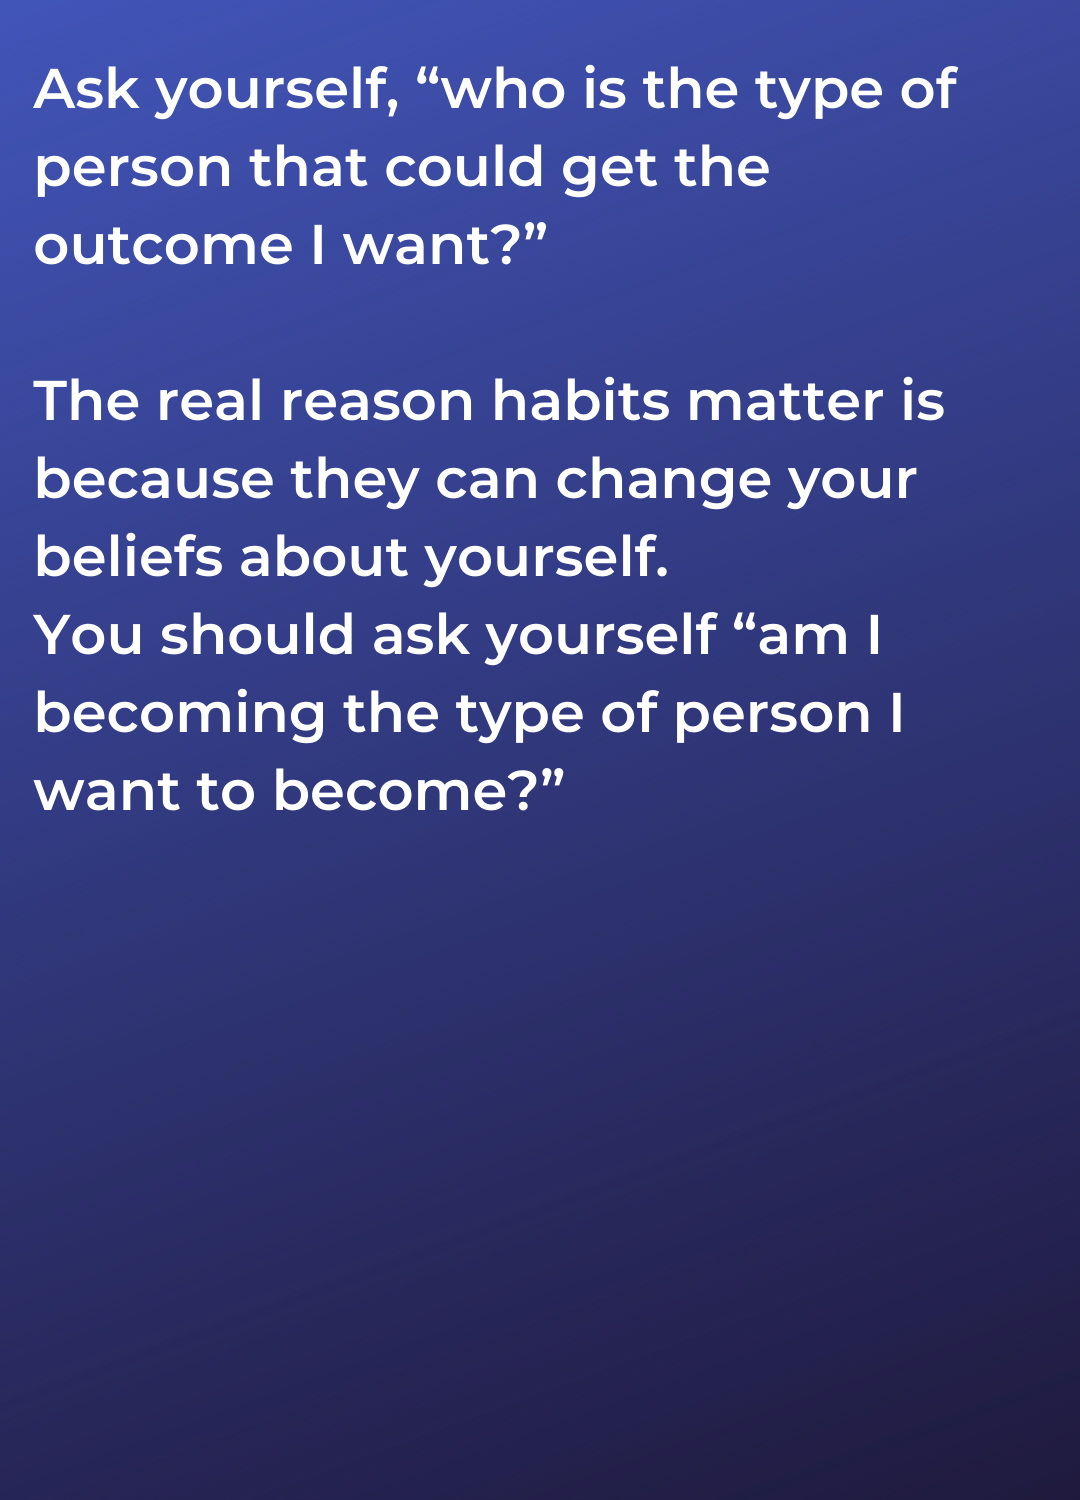 Ask yourself, “who is the type of
person that could get the
outcome I want?”
The real reason habits matter is
because they can change your
beliefs about yourself.
You should ask yourself “am I
becoming the type of person I
want to become?”